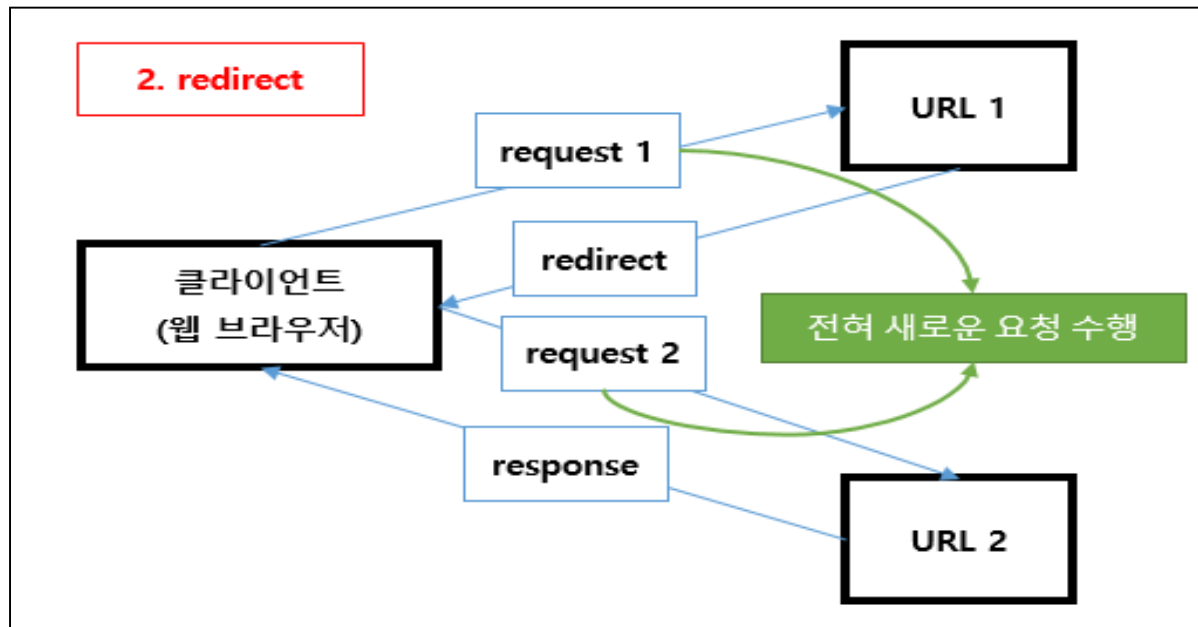 2. redirect
URL 1
request 1
redirect
클라이언트
(웹 브라우저)
전혀 새로운 요청 수행
request 2
response
URL 2